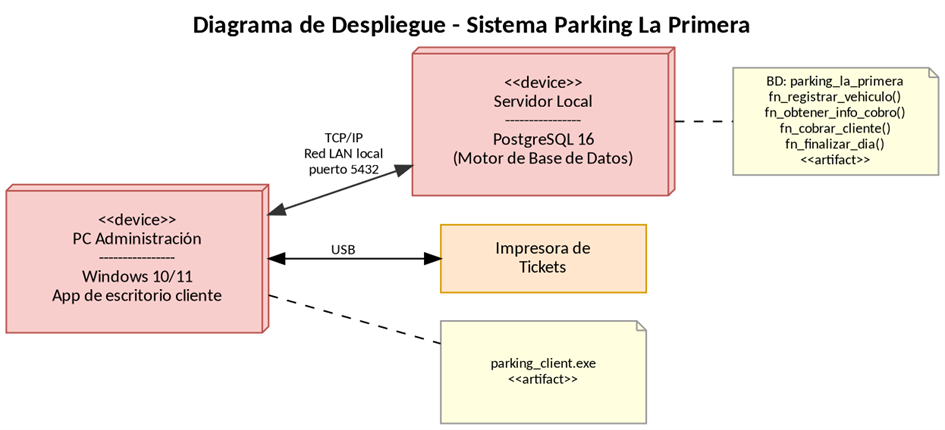 Diagrama de Despliegue - Sistema Parking La Primera
<<device>>
Servidor Local
----------------
PostgreSQL 16
(Motor de Base de Datos)
BD: parking_la_primera
fn_registrar_vehiculo()
fn_obtener_info_cobro()
fn_cobrar_cliente()
fn_finalizar_dia()
<<artifact>>
TCP/IP
Red LAN local
puerto 5432
<<device>>
PC Administración
----------------
Windows 10/11
App de escritorio cliente
USB
Impresora de
Tickets
parking_client.exe
<<artifact>>